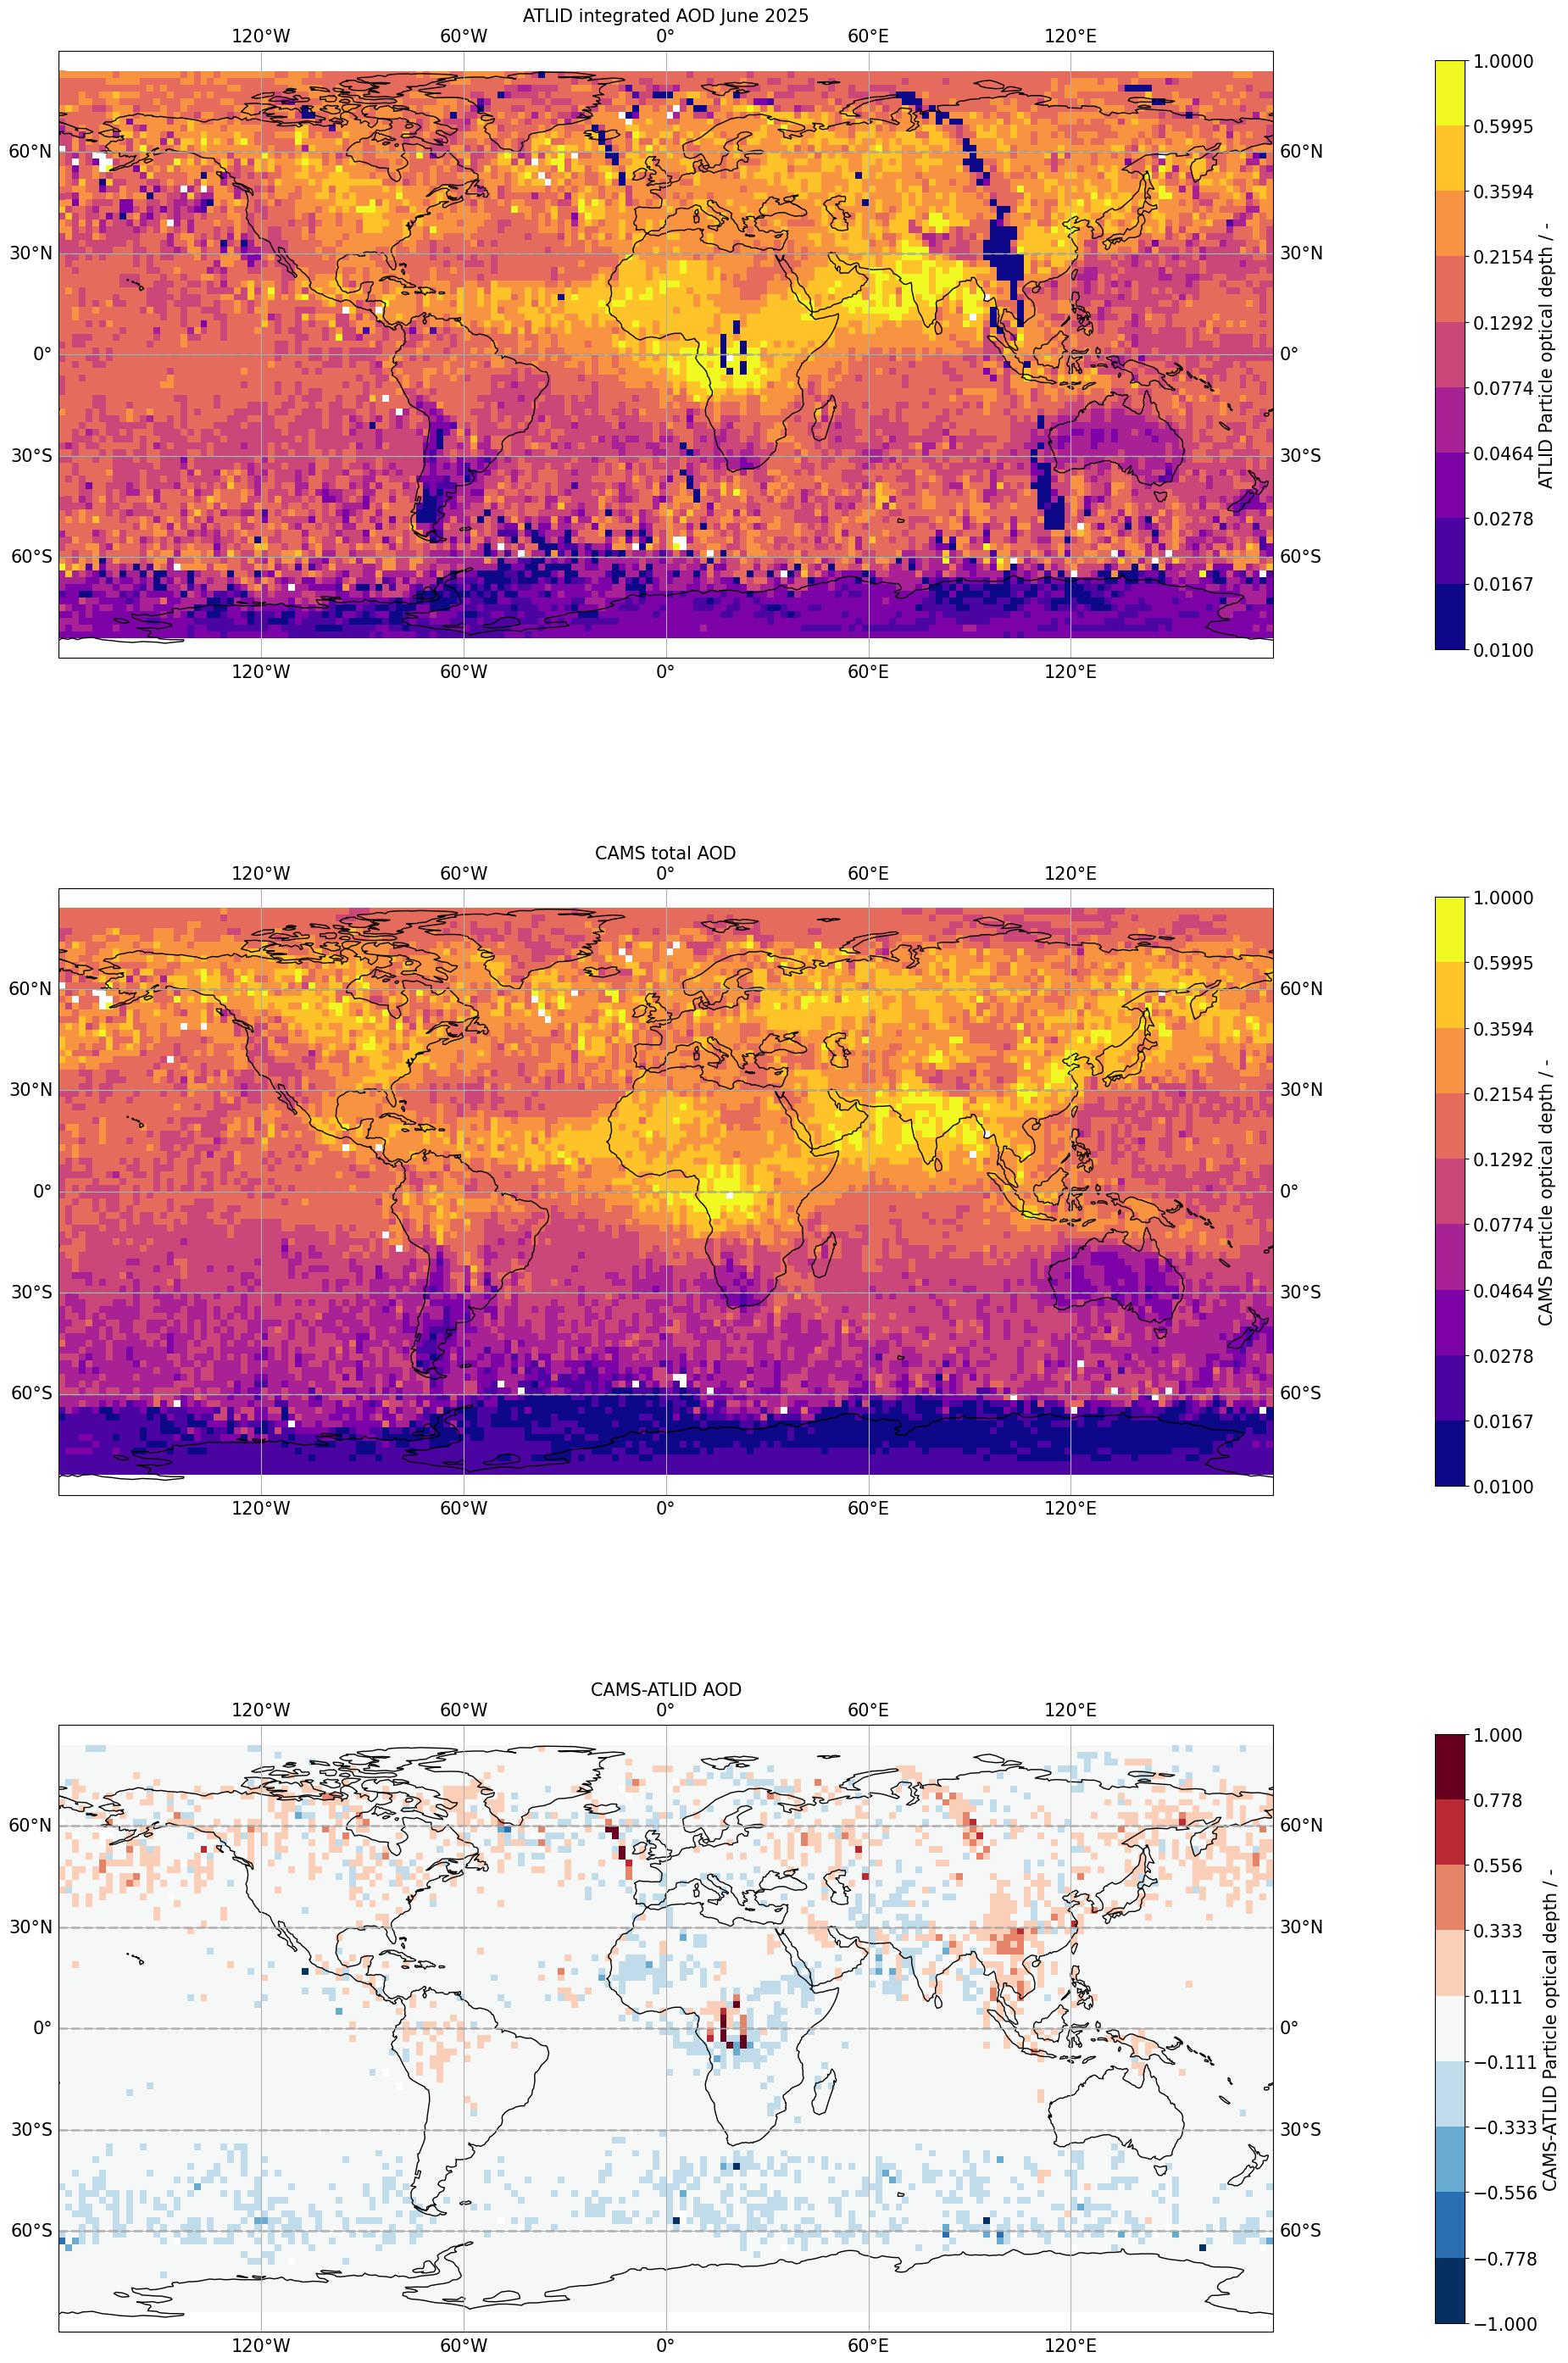 ATLID integrated AOD June 2025
120°W 60°W 0° 60°E 120°E
60°N 60°N
30°N 30°N
0° 0°
30°S 30°S
60°S 60°S
120°W 60°W 0° 60°E 120°E
1.0000
0.5995
0.3594
0.2154
0.1292
0.0774
0.0464
0.0278
0.0167
0.0100
ATLID Particle optical depth / -
CAMS total AOD
120°W 60°W 0° 60°E 120°E
60°N 60°N
30°N 30°N
0° 0°
30°S 30°S
60°S 60°S
120°W 60°W 0° 60°E 120°E
1.0000
0.5995
0.3594
0.2154
0.1292
0.0774
0.0464
0.0278
0.0167
0.0100
CAMS Particle optical depth / -
CAMS-ATLID AOD
120°W 60°W 0° 60°E 120°E
60°N 60°N
30°N 30°N
0° 0°
30°S 30°S
60°S 60°S
120°W 60°W 0° 60°E 120°E
1.000
0.778
0.556
0.333
0.111
−0.111
−0.333
−0.556
−0.778
−1.000
CAMS-ATLID Particle optical depth / -